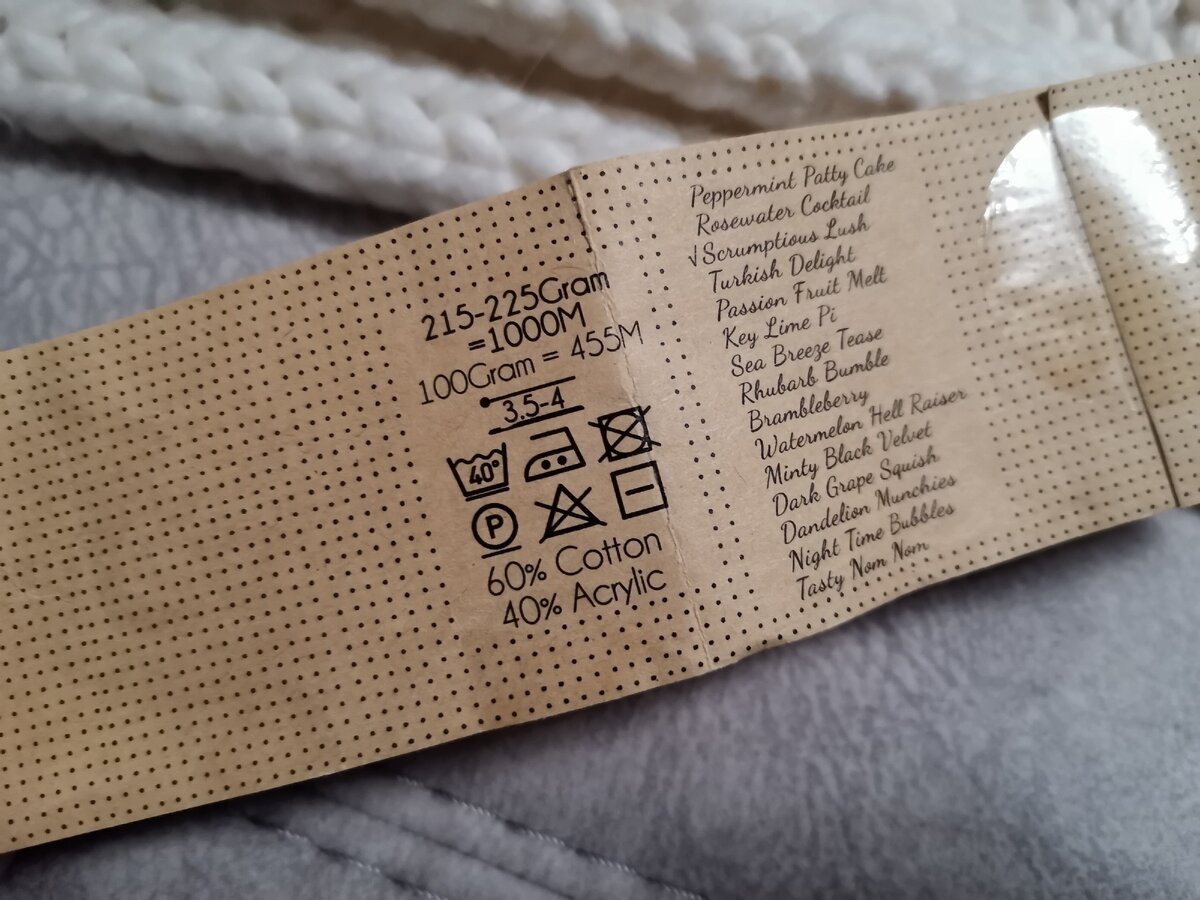 215-225Gram
=1000M
100Gram = 455M
3.5-4
40°
P
60% Cotton
40% Acrylic
Peppermint Patty Cake
Rosewater Cocktail
√Scrumptious Lush
Turkish Delight
Passion Fruit Melt
Key Lime Pi
Sea Breeze Tease
Rhubarb Bumble
Brambleberry
Watermelon Hell Raiser
Minty Black Velvet
Dark Grape Squish
Dandelion Munchies
Night Time Bubbles
Tasty Nom Nom